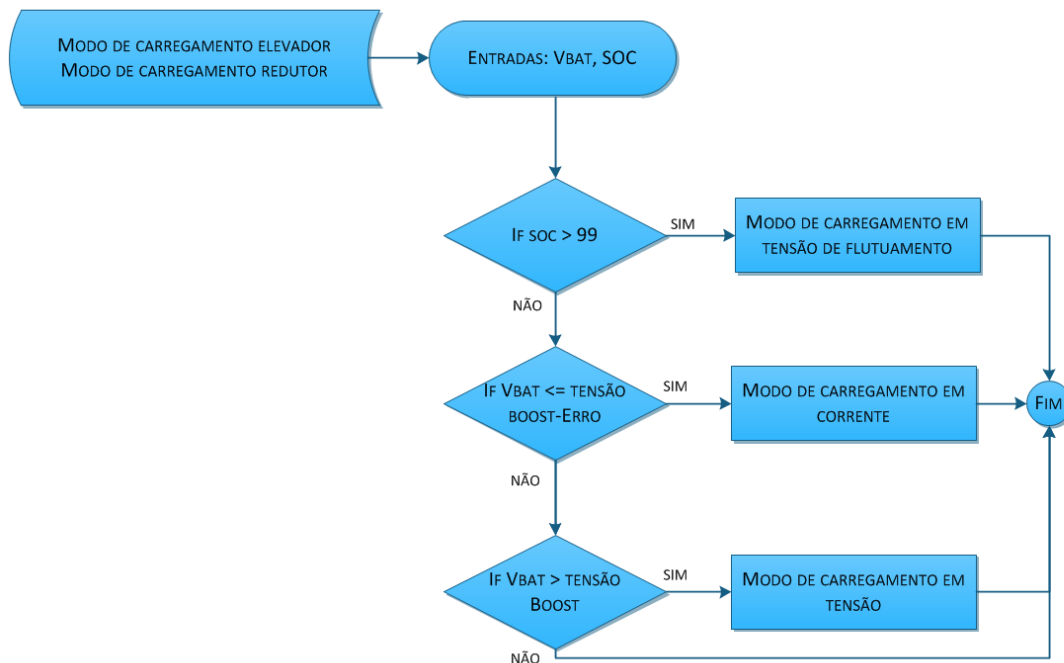 Modo de carregamento elevador
Modo de carregamento redutor
Entradas: Vbat, SOC
If soc > 99
SIM
Modo de carregamento em
tensão de flutuamento
NÃO
If Vbat <= tensão
boost-Erro
SIM
Modo de carregamento em
corrente
Fim
NÃO
If Vbat > tensão
Boost
SIM
Modo de carregamento em
tensão
NÃO